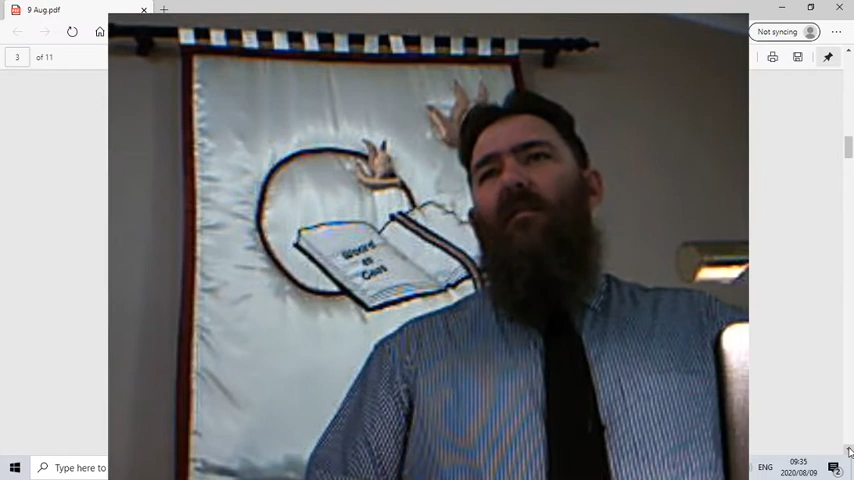 9 Aug.pdf
Not syncing
3 of 11
Woord
en
Gees
Type here to
ENG
09:35
2020/08/09
2